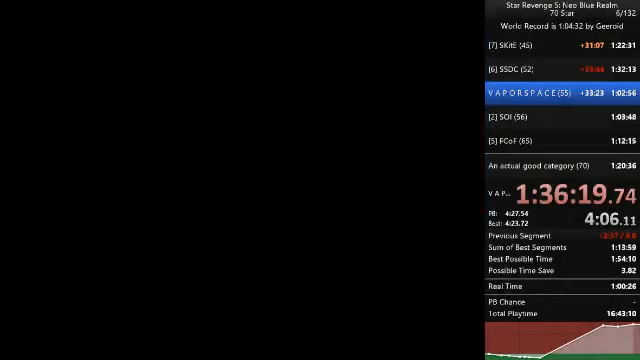 Star Revenge 5: Neo Blue Realm
70 Star 6/132
World Record is 1:04:32 by Geeroid
[7] SKitE (45) +31:07 1:22:31
[6] SSDC (52) +33:44 1:32:13
V A P O R S P A C E (55) +33:23 1:02:56
[2] SOI (56) 1:03:48
[5] FCoF (65) 1:12:15
An actual good category (70) 1:20:36
V A P... 1:36:19.74
PB: 4:27.54
Best: 4:23.72 4:06.11
Previous Segment
Sum of Best Segments 1:13:59
Best Possible Time 1:54:10
Possible Time Save 3.82
Real Time 1:00:26
PB Chance -
Total Playtime 16:43:10